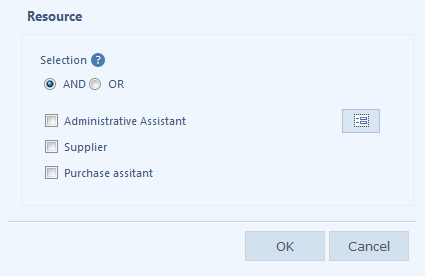 Resource
Selection ?
AND OR
Administrative Assistant
Supplier
Purchase assitant
OK Cancel